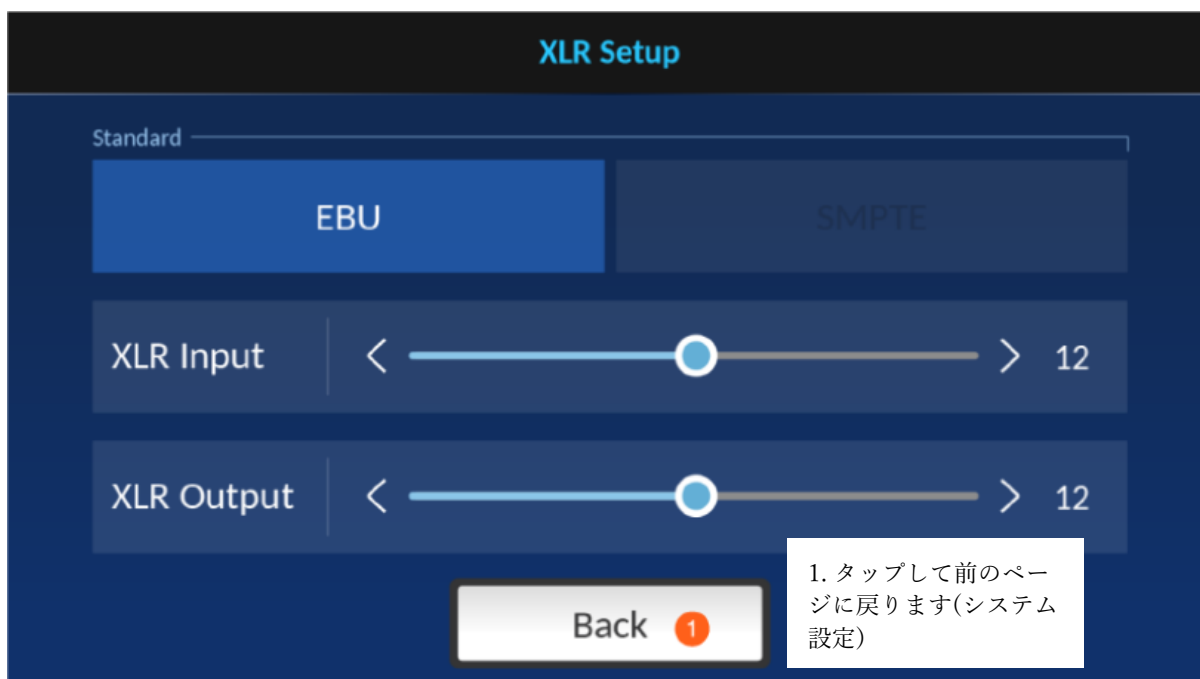 XLR Setup
Standard
EBU
SMPTE
XLR Input
12
XLR Output
12
Back 1
1. タップして前のペー
ジに戻ります(システム
設定)